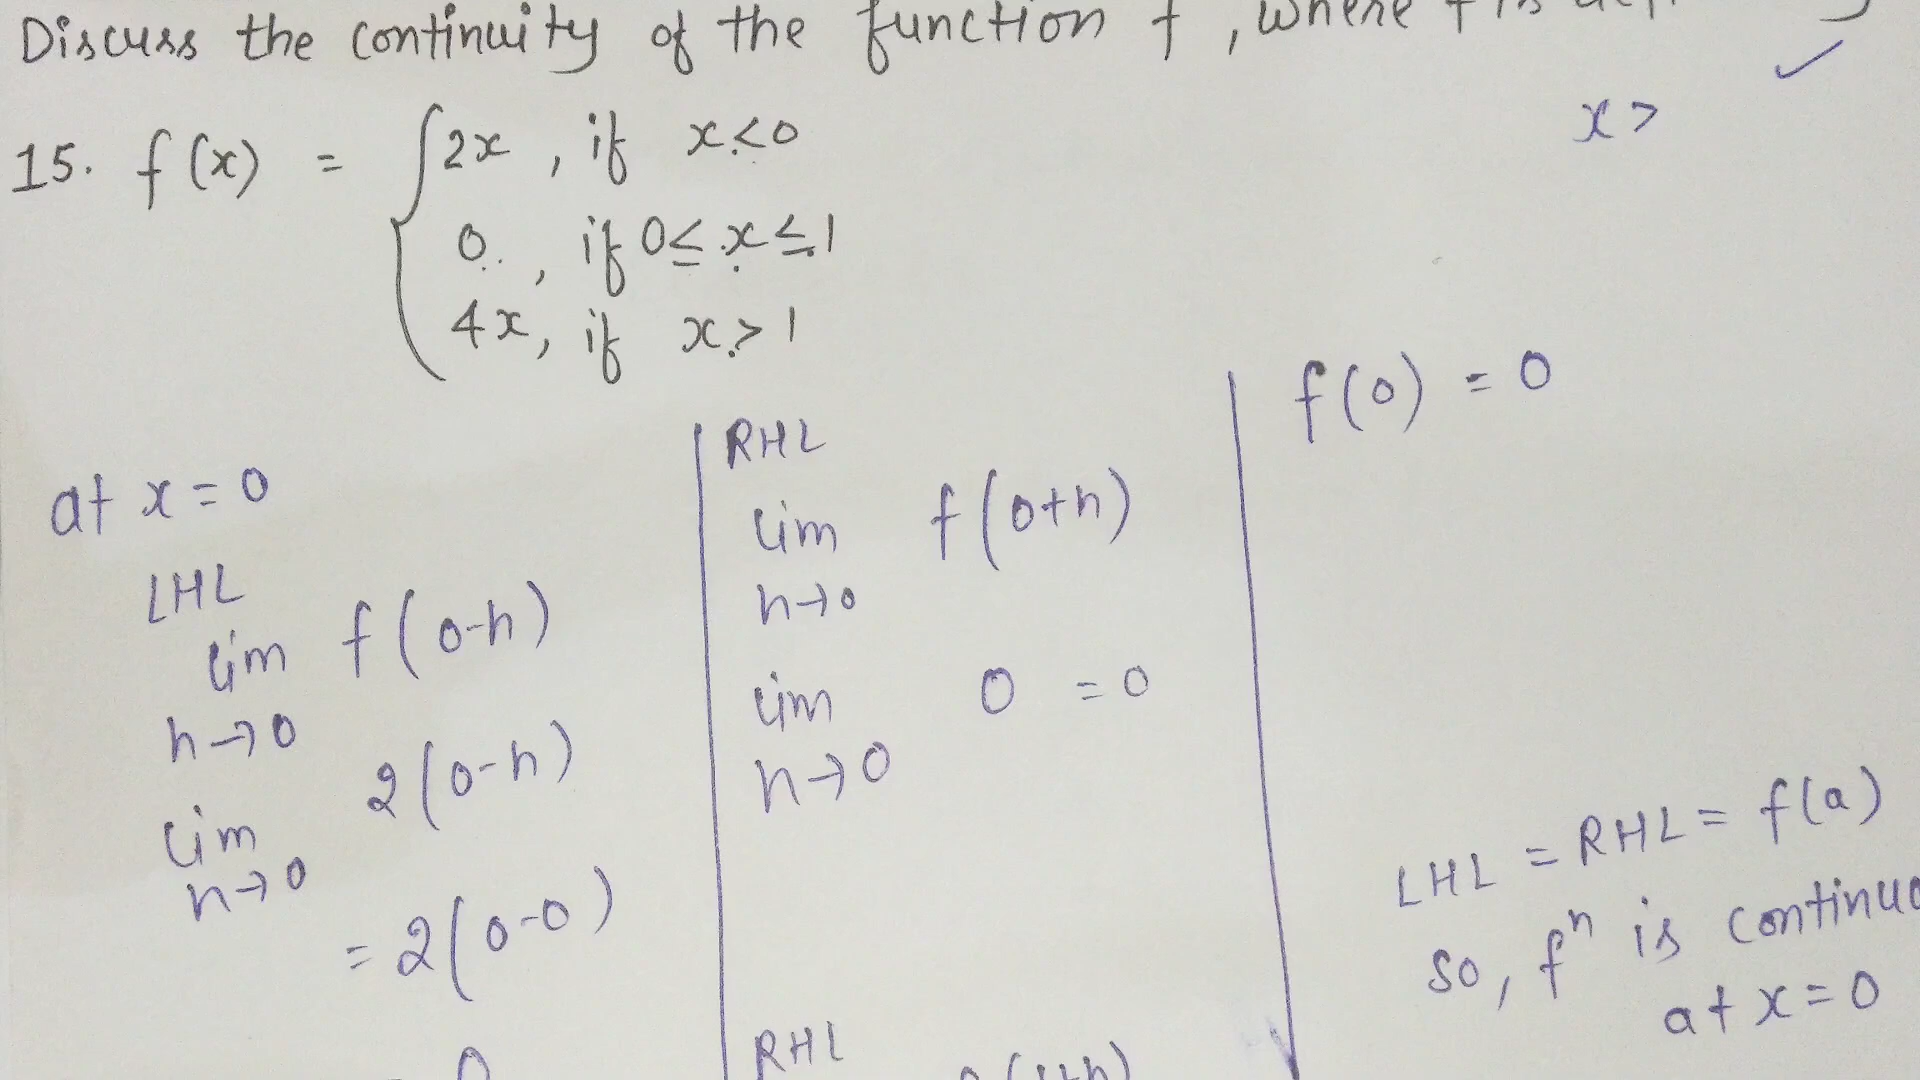 Discuss the continuity of the function f, where f is
x >
15. f(x) = { 2x , if x < 0
0 , if 0 ≤ x ≤ 1
4x, if x > 1
at x = 0
LHL
lim f(0-h)
h→0
lim 2(0-h)
h→0
= 2(0-0)
RHL
lim f(0+h)
h→0
lim 0 = 0
h→0
RHL
f(0) = 0
LHL = RHL = f(a)
so, fⁿ is continuo
at x = 0